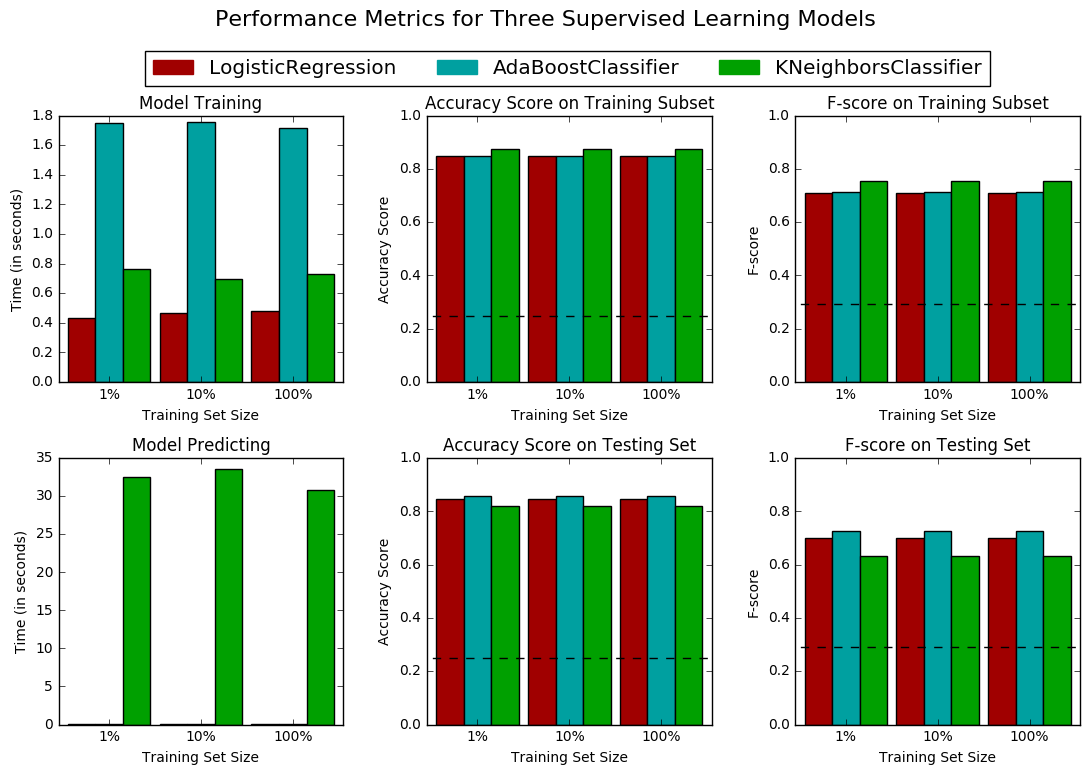 Performance Metrics for Three Supervised Learning Models
LogisticRegression AdaBoostClassifier KNeighborsClassifier
Model Training
1.8
1.6
1.4
1.2
1.0
0.8
0.6
0.4
0.2
0.0
Time (in seconds)
1% 10% 100%
Training Set Size
Accuracy Score on Training Subset
1.0
0.8
0.6
0.4
0.2
0.0
Accuracy Score
1% 10% 100%
Training Set Size
F-score on Training Subset
1.0
0.8
0.6
0.4
0.2
0.0
F-score
1% 10% 100%
Training Set Size
Model Predicting
35
30
25
20
15
10
5
0
Time (in seconds)
1% 10% 100%
Training Set Size
Accuracy Score on Testing Set
1.0
0.8
0.6
0.4
0.2
0.0
Accuracy Score
1% 10% 100%
Training Set Size
F-score on Testing Set
1.0
0.8
0.6
0.4
0.2
0.0
F-score
1% 10% 100%
Training Set Size